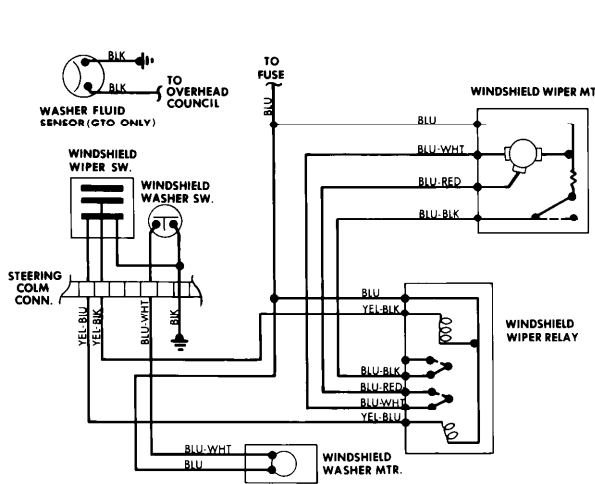 BLK
BLK
TO
OVERHEAD
COUNCIL
WASHER FLUID
SENSOR (GTO ONLY)
TO
FUSE
BLU
WINDSHIELD WIPER MT
BLU
BLU-WHT
BLU-RED
BLU-BLK
WINDSHIELD
WIPER SW.
WINDSHIELD
WASHER SW.
STEERING
COLM
CONN.
YEL-BLU
YEL-BLK
BLU-WHT
BLK
BLU
YEL-BLK
WINDSHIELD
WIPER RELAY
BLU-BLK
BLU-RED
BLU-WHT
YEL-BLU
BLU-WHT
BLU
WINDSHIELD
WASHER MTR.